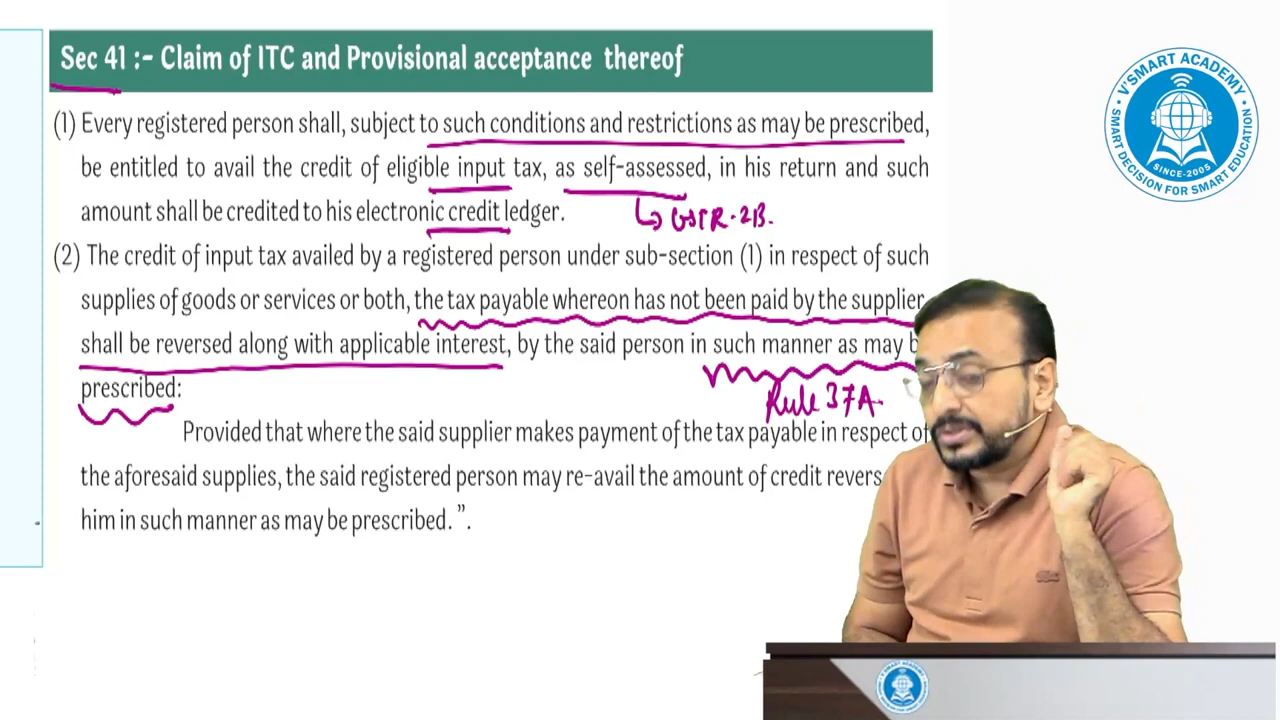 Sec 41 :- Claim of ITC and Provisional acceptance thereof
(1) Every registered person shall, subject to such conditions and restrictions as may be prescribed,
be entitled to avail the credit of eligible input tax, as self-assessed, in his return and such
amount shall be credited to his electronic credit ledger.
GSTR-2B.
(2) The credit of input tax availed by a registered person under sub-section (1) in respect of such
supplies of goods or services or both, the tax payable whereon has not been paid by the supplier,
shall be reversed along with applicable interest, by the said person in such manner as may
prescribed:
Rule 37A.
Provided that where the said supplier makes payment of the tax payable in respect of
the aforesaid supplies, the said registered person may re-avail the amount of credit
him in such manner as may be prescribed. ”.
V'SMART ACADEMY
SINCE-2005
SMART DECISION FOR SMART EDUCATION